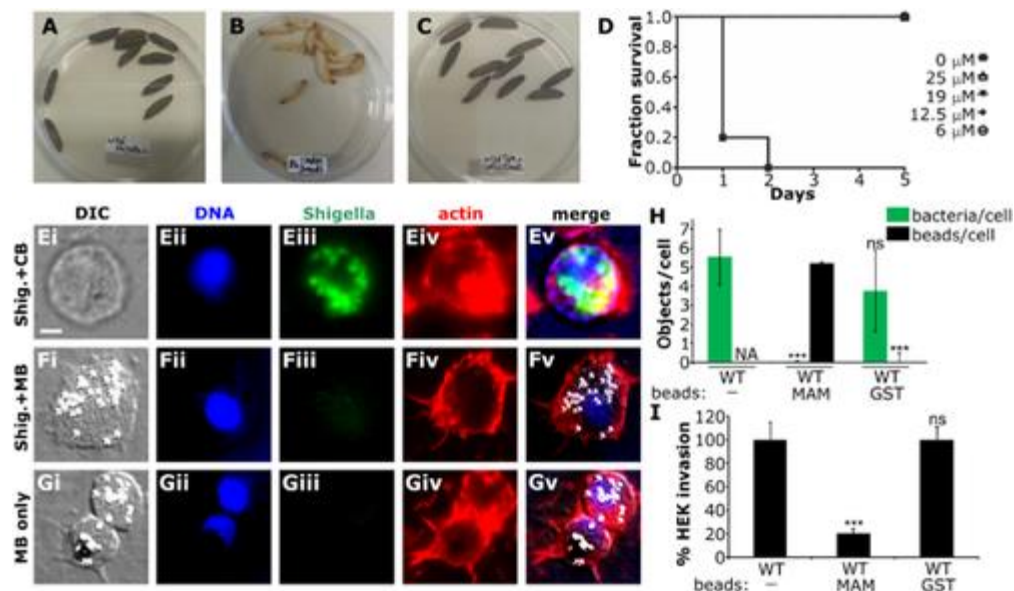 A
B
C
D
Fraction survival
1.0
0.8
0.6
0.4
0.2
0.0
0 1 2 3 4 5
Days
0 µM
25 µM
19 µM
12.5 µM
6 µM
DIC
DNA
Shigella
actin
merge
Shig.+CB
Ei
Eii
Eiii
Eiv
Ev
Shig.+MB
Fi
Fii
Fiii
Fiv
Fv
MB only
Gi
Gii
Giii
Giv
Gv
H
bacteria/cell
beads/cell
Objects/cell
7
6
5
4
3
2
1
0
NA
***
ns
***
WT WT WT
beads: – MAM GST
I
% HEK invasion
120
100
80
60
40
20
0
***
ns
WT WT WT
beads: – MAM GST